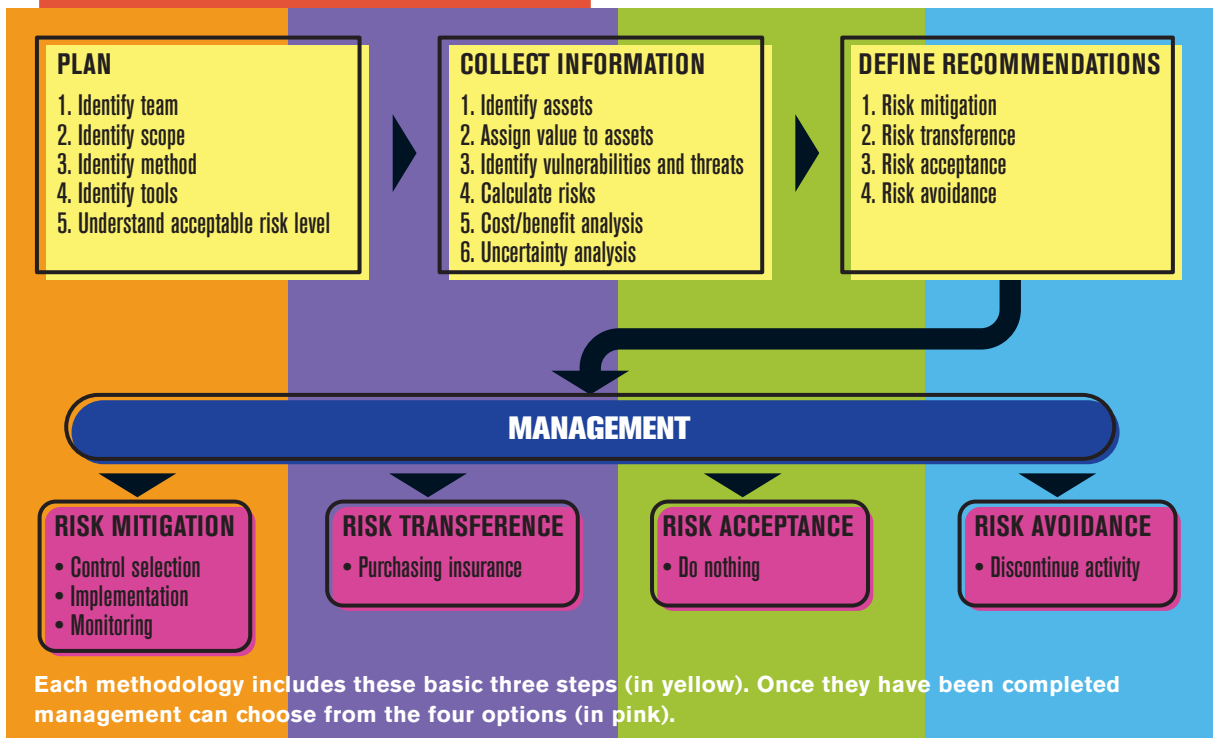 PLAN
1. Identify team
2. Identify scope
3. Identify method
4. Identify tools
5. Understand acceptable risk level
COLLECT INFORMATION
1. Identify assets
2. Assign value to assets
3. Identify vulnerabilities and threats
4. Calculate risks
5. Cost/benefit analysis
6. Uncertainty analysis
DEFINE RECOMMENDATIONS
1. Risk mitigation
2. Risk transference
3. Risk acceptance
4. Risk avoidance
MANAGEMENT
RISK MITIGATION
• Control selection
• Implementation
• Monitoring
RISK TRANSFERENCE
• Purchasing insurance
RISK ACCEPTANCE
• Do nothing
RISK AVOIDANCE
• Discontinue activity
Each methodology includes these basic three steps (in yellow). Once they have been completed
management can choose from the four options (in pink).